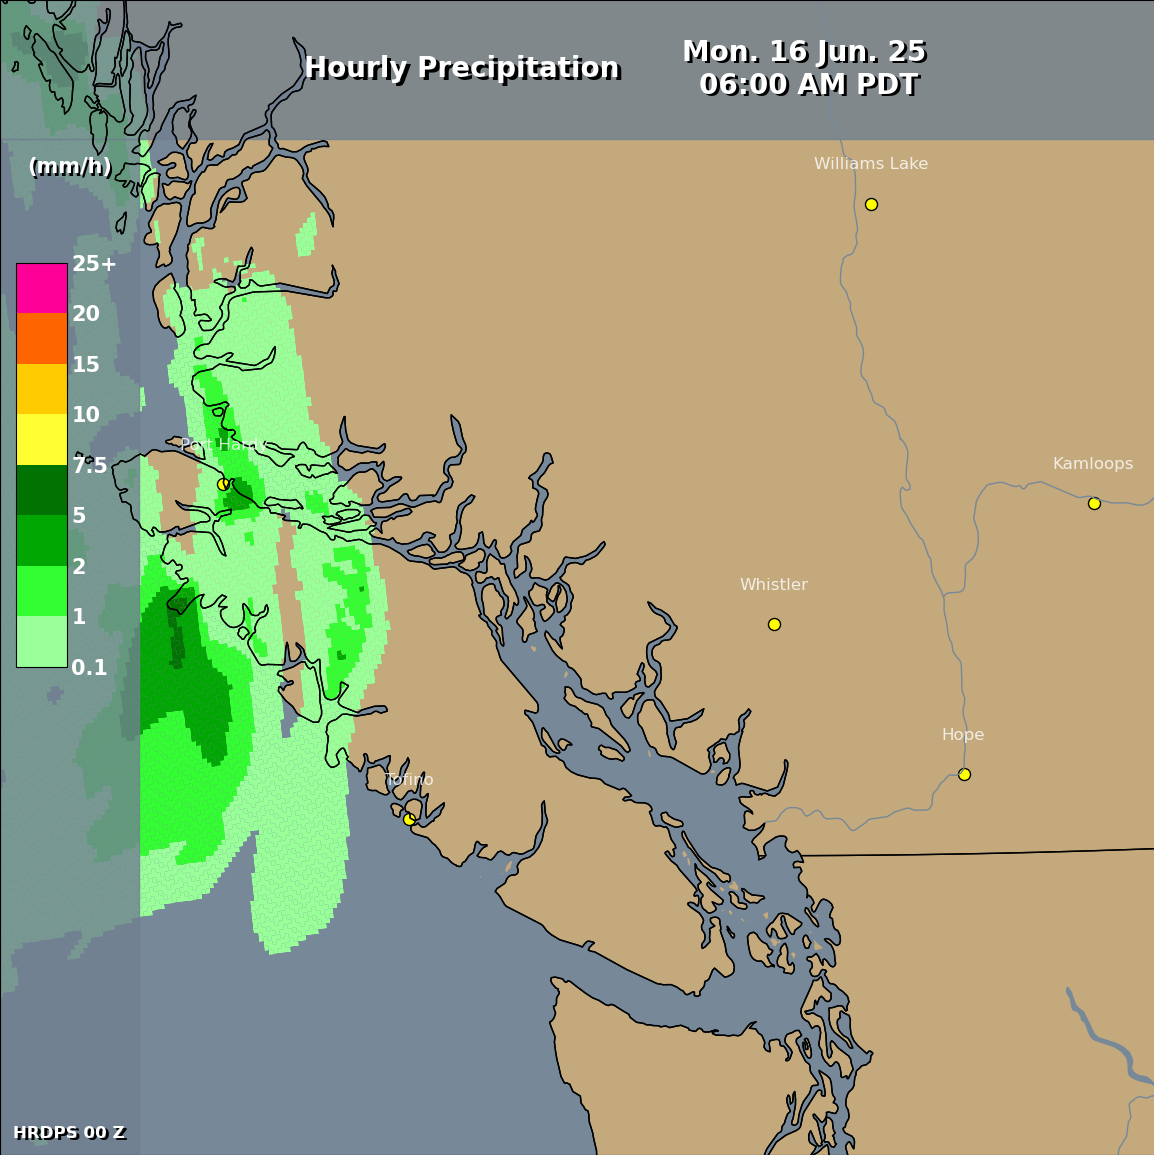 Hourly Precipitation
Mon. 16 Jun. 25
06:00 AM PDT
(mm/h)
Williams Lake
25+
20
15
10
7.5
5
2
1
0.1
Port Hardy
Kamloops
Whistler
Hope
Tofino
HRDPS 00 Z